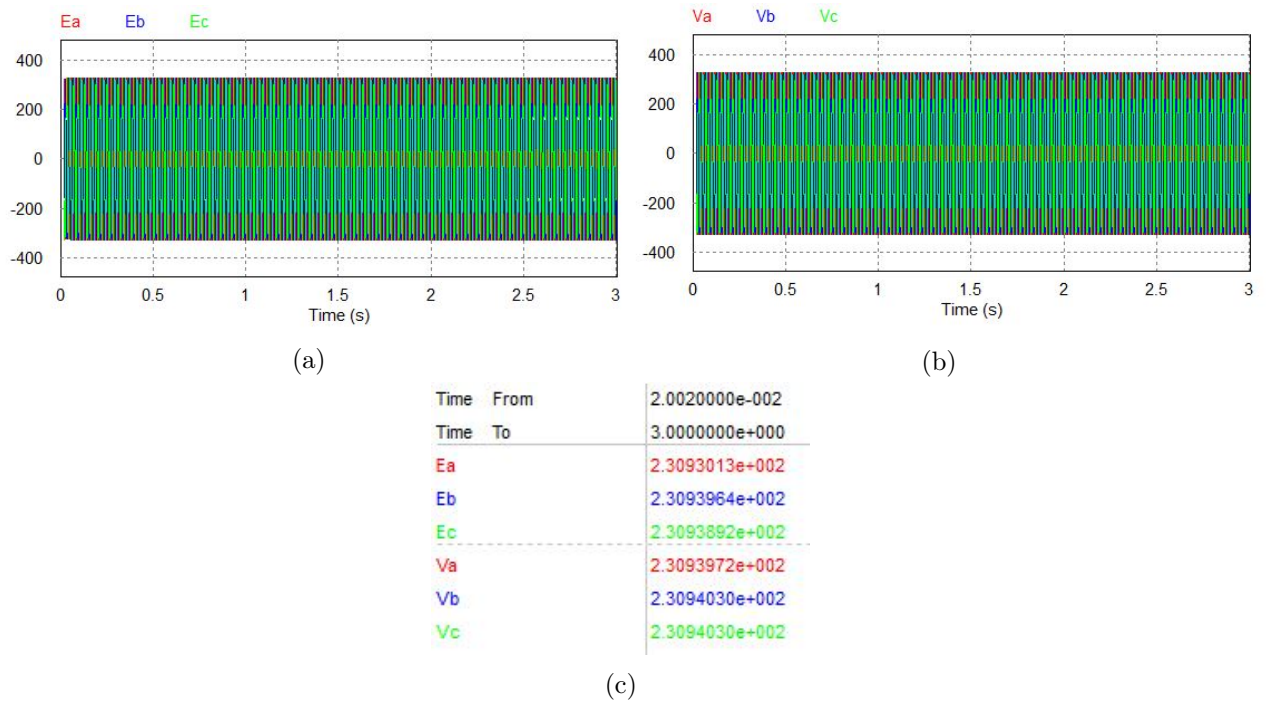 Ea Eb Ec
400
200
0
-200
-400
0 0.5 1 1.5 2 2.5 3
Time (s)
(a)
Va Vb Vc
400
200
0
-200
-400
0 0.5 1 1.5 2 2.5 3
Time (s)
(b)
Time From 2.0020000e-002
Time To 3.0000000e+000
Ea 2.3093013e+002
Eb 2.3093964e+002
Ec 2.3093892e+002
Va 2.3093972e+002
Vb 2.3094030e+002
Vc 2.3094030e+002
(c)